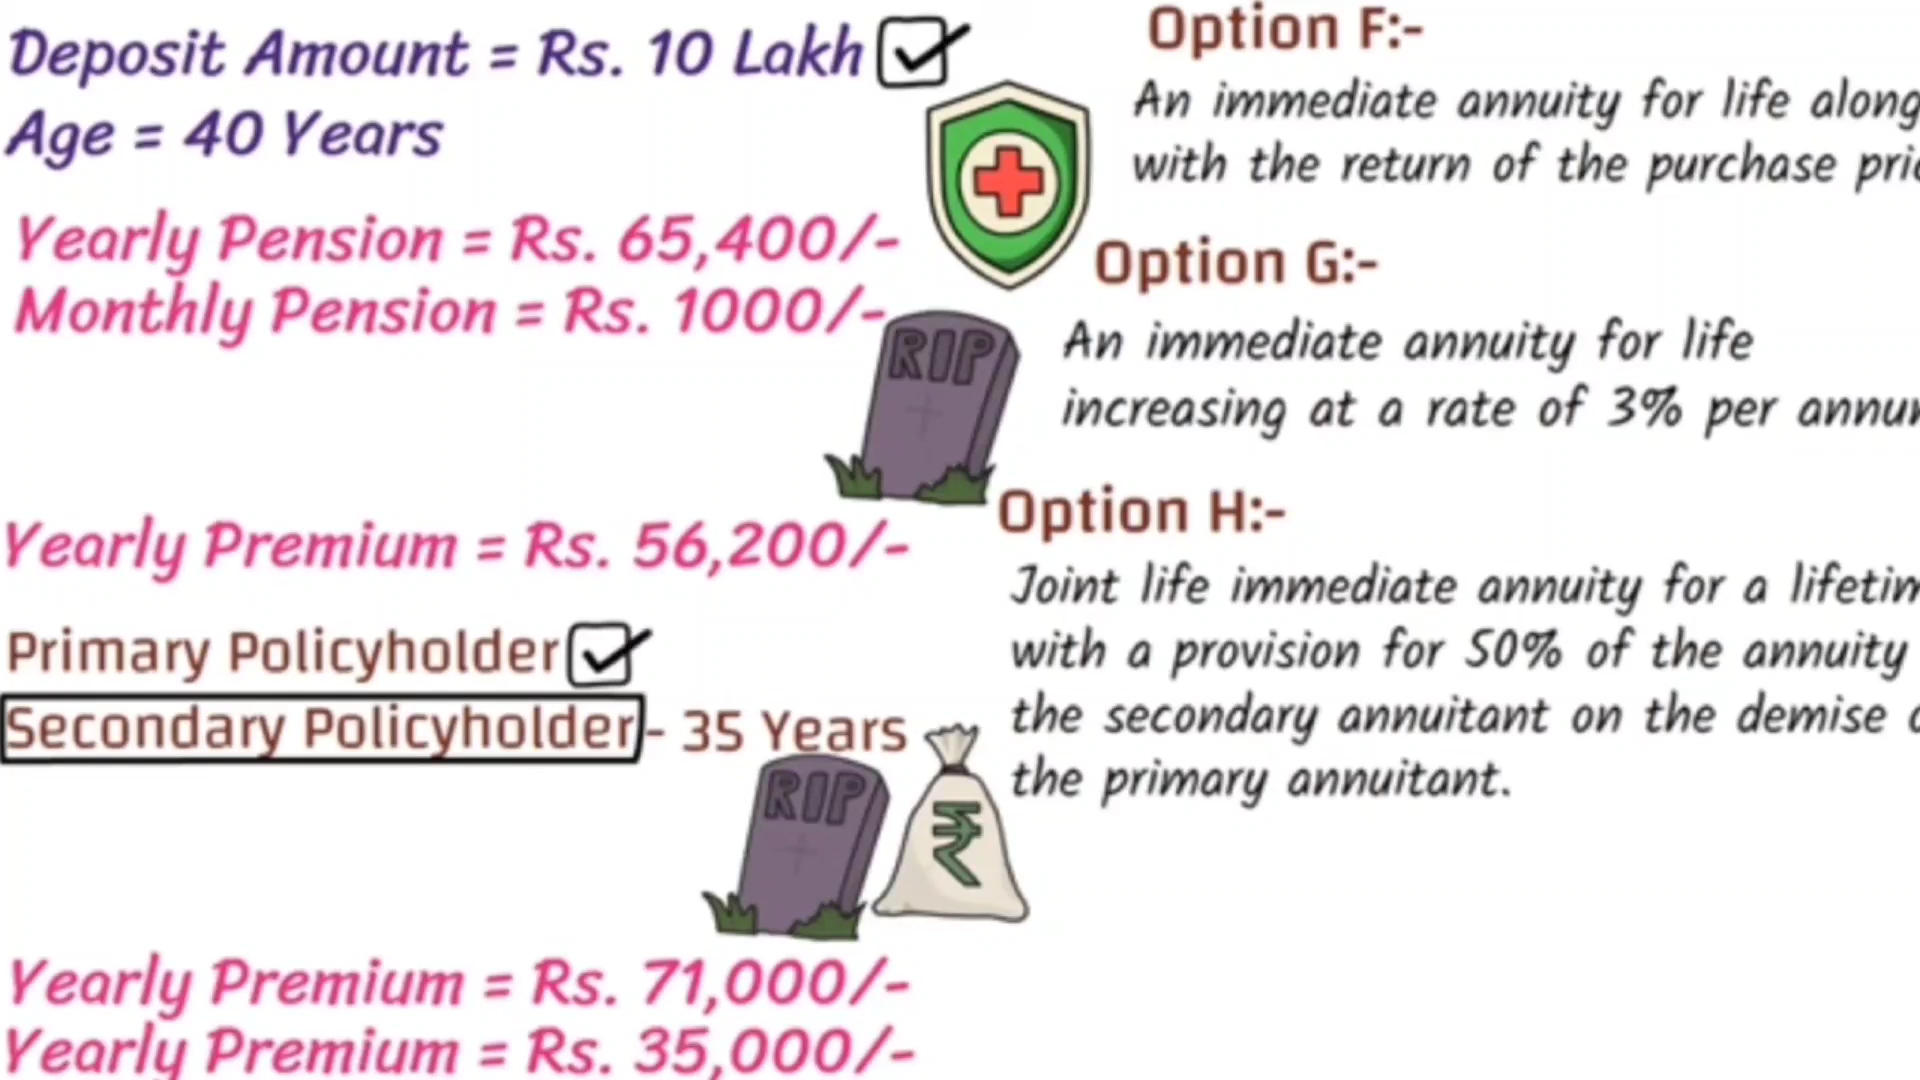 Deposit Amount = Rs. 10 Lakh
Age = 40 Years
Yearly Pension = Rs. 65,400/-
Monthly Pension = Rs. 1000/-
RIP
Yearly Premium = Rs. 56,200/-
Primary Policyholder
Secondary Policyholder - 35 Years
RIP
₹
Yearly Premium = Rs. 71,000/-
Yearly Premium = Rs. 35,000/-
Option F:-
An immediate annuity for life along
with the return of the purchase
Option G:-
An immediate annuity for life
increasing at a rate of 3% per
Option H:-
Joint life immediate annuity for a
with a provision for 50% of the annuity
the secondary annuitant on the demise
the primary annuitant.